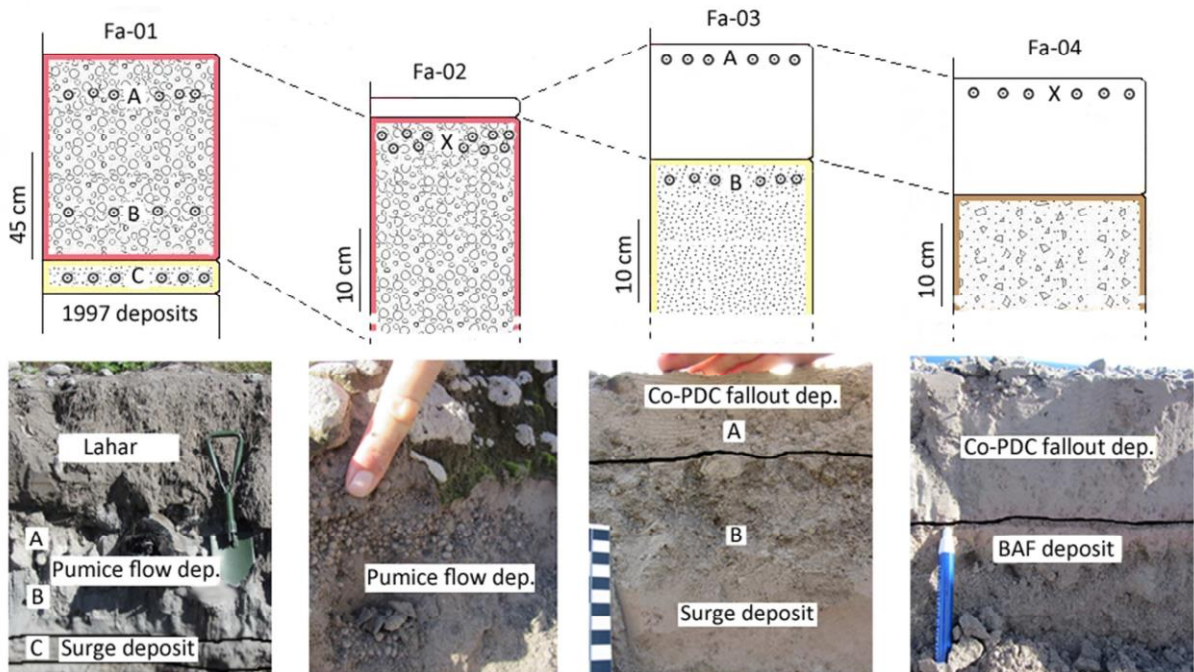 Fa-01
Fa-02
Fa-03
Fa-04
A
B
C
1997 deposits
45 cm
X
10 cm
A
B
10 cm
X
10 cm
Lahar
A
Pumice flow dep.
B
C Surge deposit
Pumice flow dep.
Co-PDC fallout dep.
A
B
Surge deposit
Co-PDC fallout dep.
BAF deposit